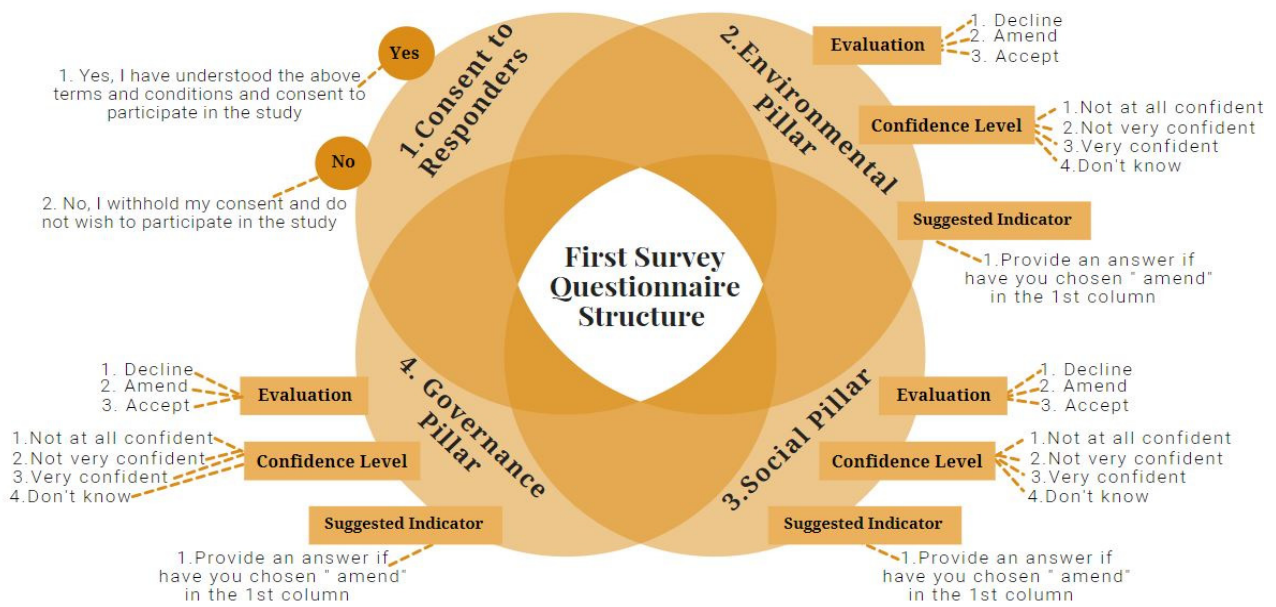 Yes
1. Yes, I have understood the above
terms and conditions and consent to
participate in the study
No
2. No, I withhold my consent and do
not wish to participate in the study
1.Consent to
Responders
2.Environmental
Pillar
Evaluation
1. Decline
2. Amend
3. Accept
Confidence Level
1.Not at all confident
2.Not very confident
3.Very confident
4.Don't know
Suggested Indicator
1.Provide an answer if
have you chosen " amend"
in the 1st column
First Survey
Questionnaire
Structure
3.Social Pillar
Evaluation
1. Decline
2. Amend
3. Accept
Confidence Level
1.Not at all confident
2.Not very confident
3.Very confident
4.Don't know
Suggested Indicator
1.Provide an answer if
have you chosen " amend"
in the 1st column
4. Governance
Pillar
Evaluation
1. Decline
2. Amend
3. Accept
Confidence Level
1.Not at all confident
2.Not very confident
3.Very confident
4.Don't know
Suggested Indicator
1.Provide an answer if
have you chosen " amend"
in the 1st column